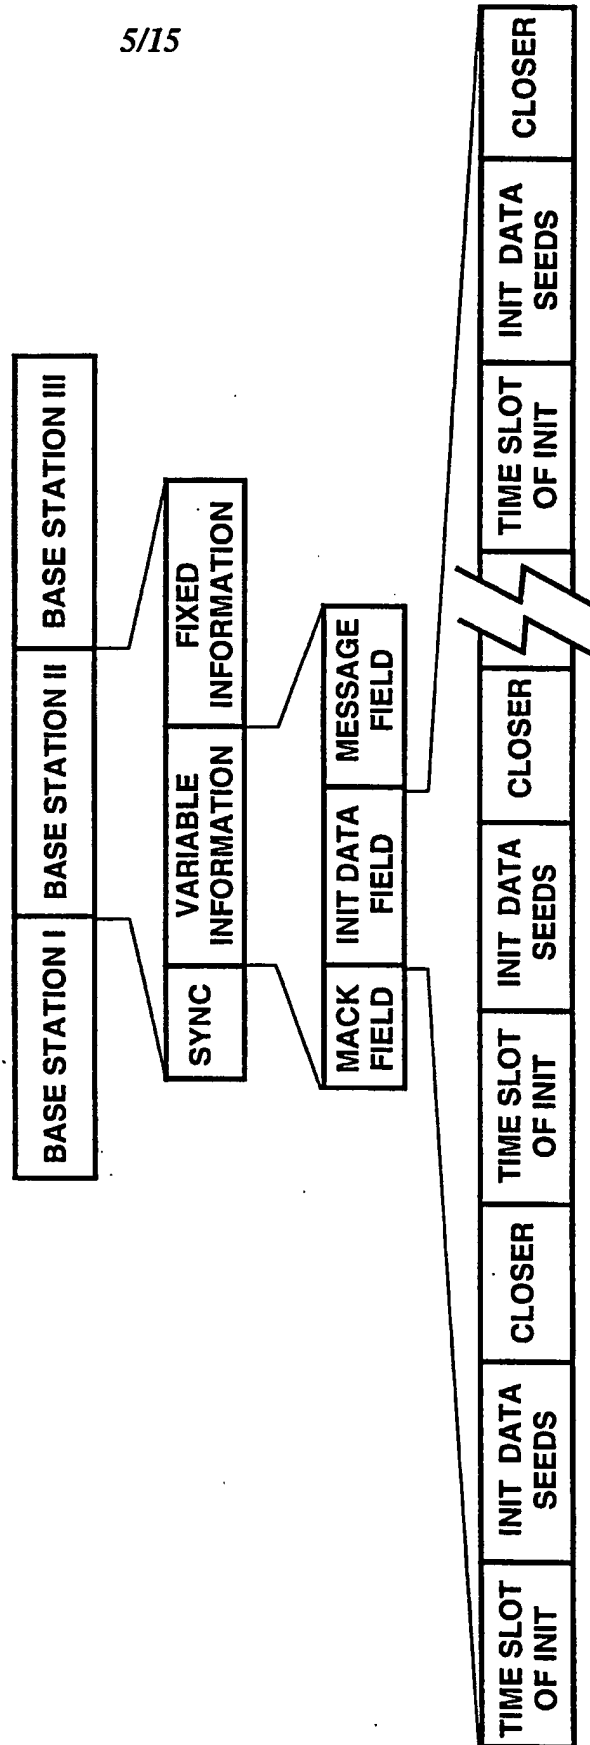 5/15
BASE STATION I
BASE STATION II
BASE STATION III
SYNC
VARIABLE
INFORMATION
FIXED
INFORMATION
MACK
FIELD
INIT DATA
FIELD
MESSAGE
FIELD
TIME SLOT
OF INIT
INIT DATA
SEEDS
CLOSER
TIME SLOT
OF INIT
INIT DATA
SEEDS
CLOSER
TIME SLOT
OF INIT
INIT DATA
SEEDS
CLOSER